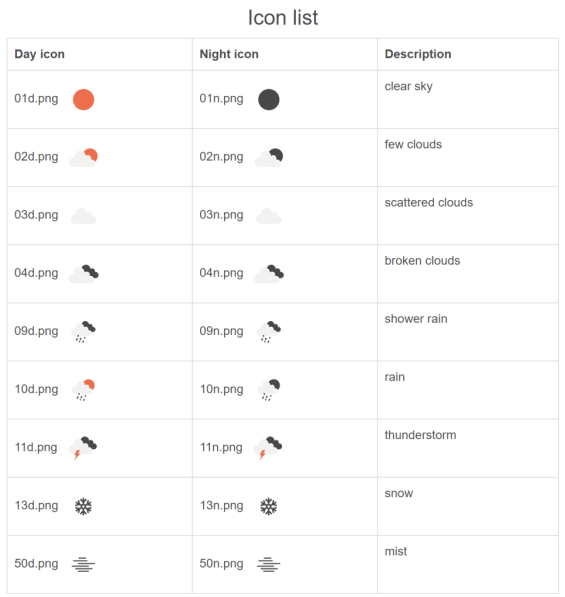 Icon list
Day icon Night icon Description
01d.png 01n.png clear sky
02d.png 02n.png few clouds
03d.png 03n.png scattered clouds
04d.png 04n.png broken clouds
09d.png 09n.png shower rain
10d.png 10n.png rain
11d.png 11n.png thunderstorm
13d.png 13n.png snow
50d.png 50n.png mist